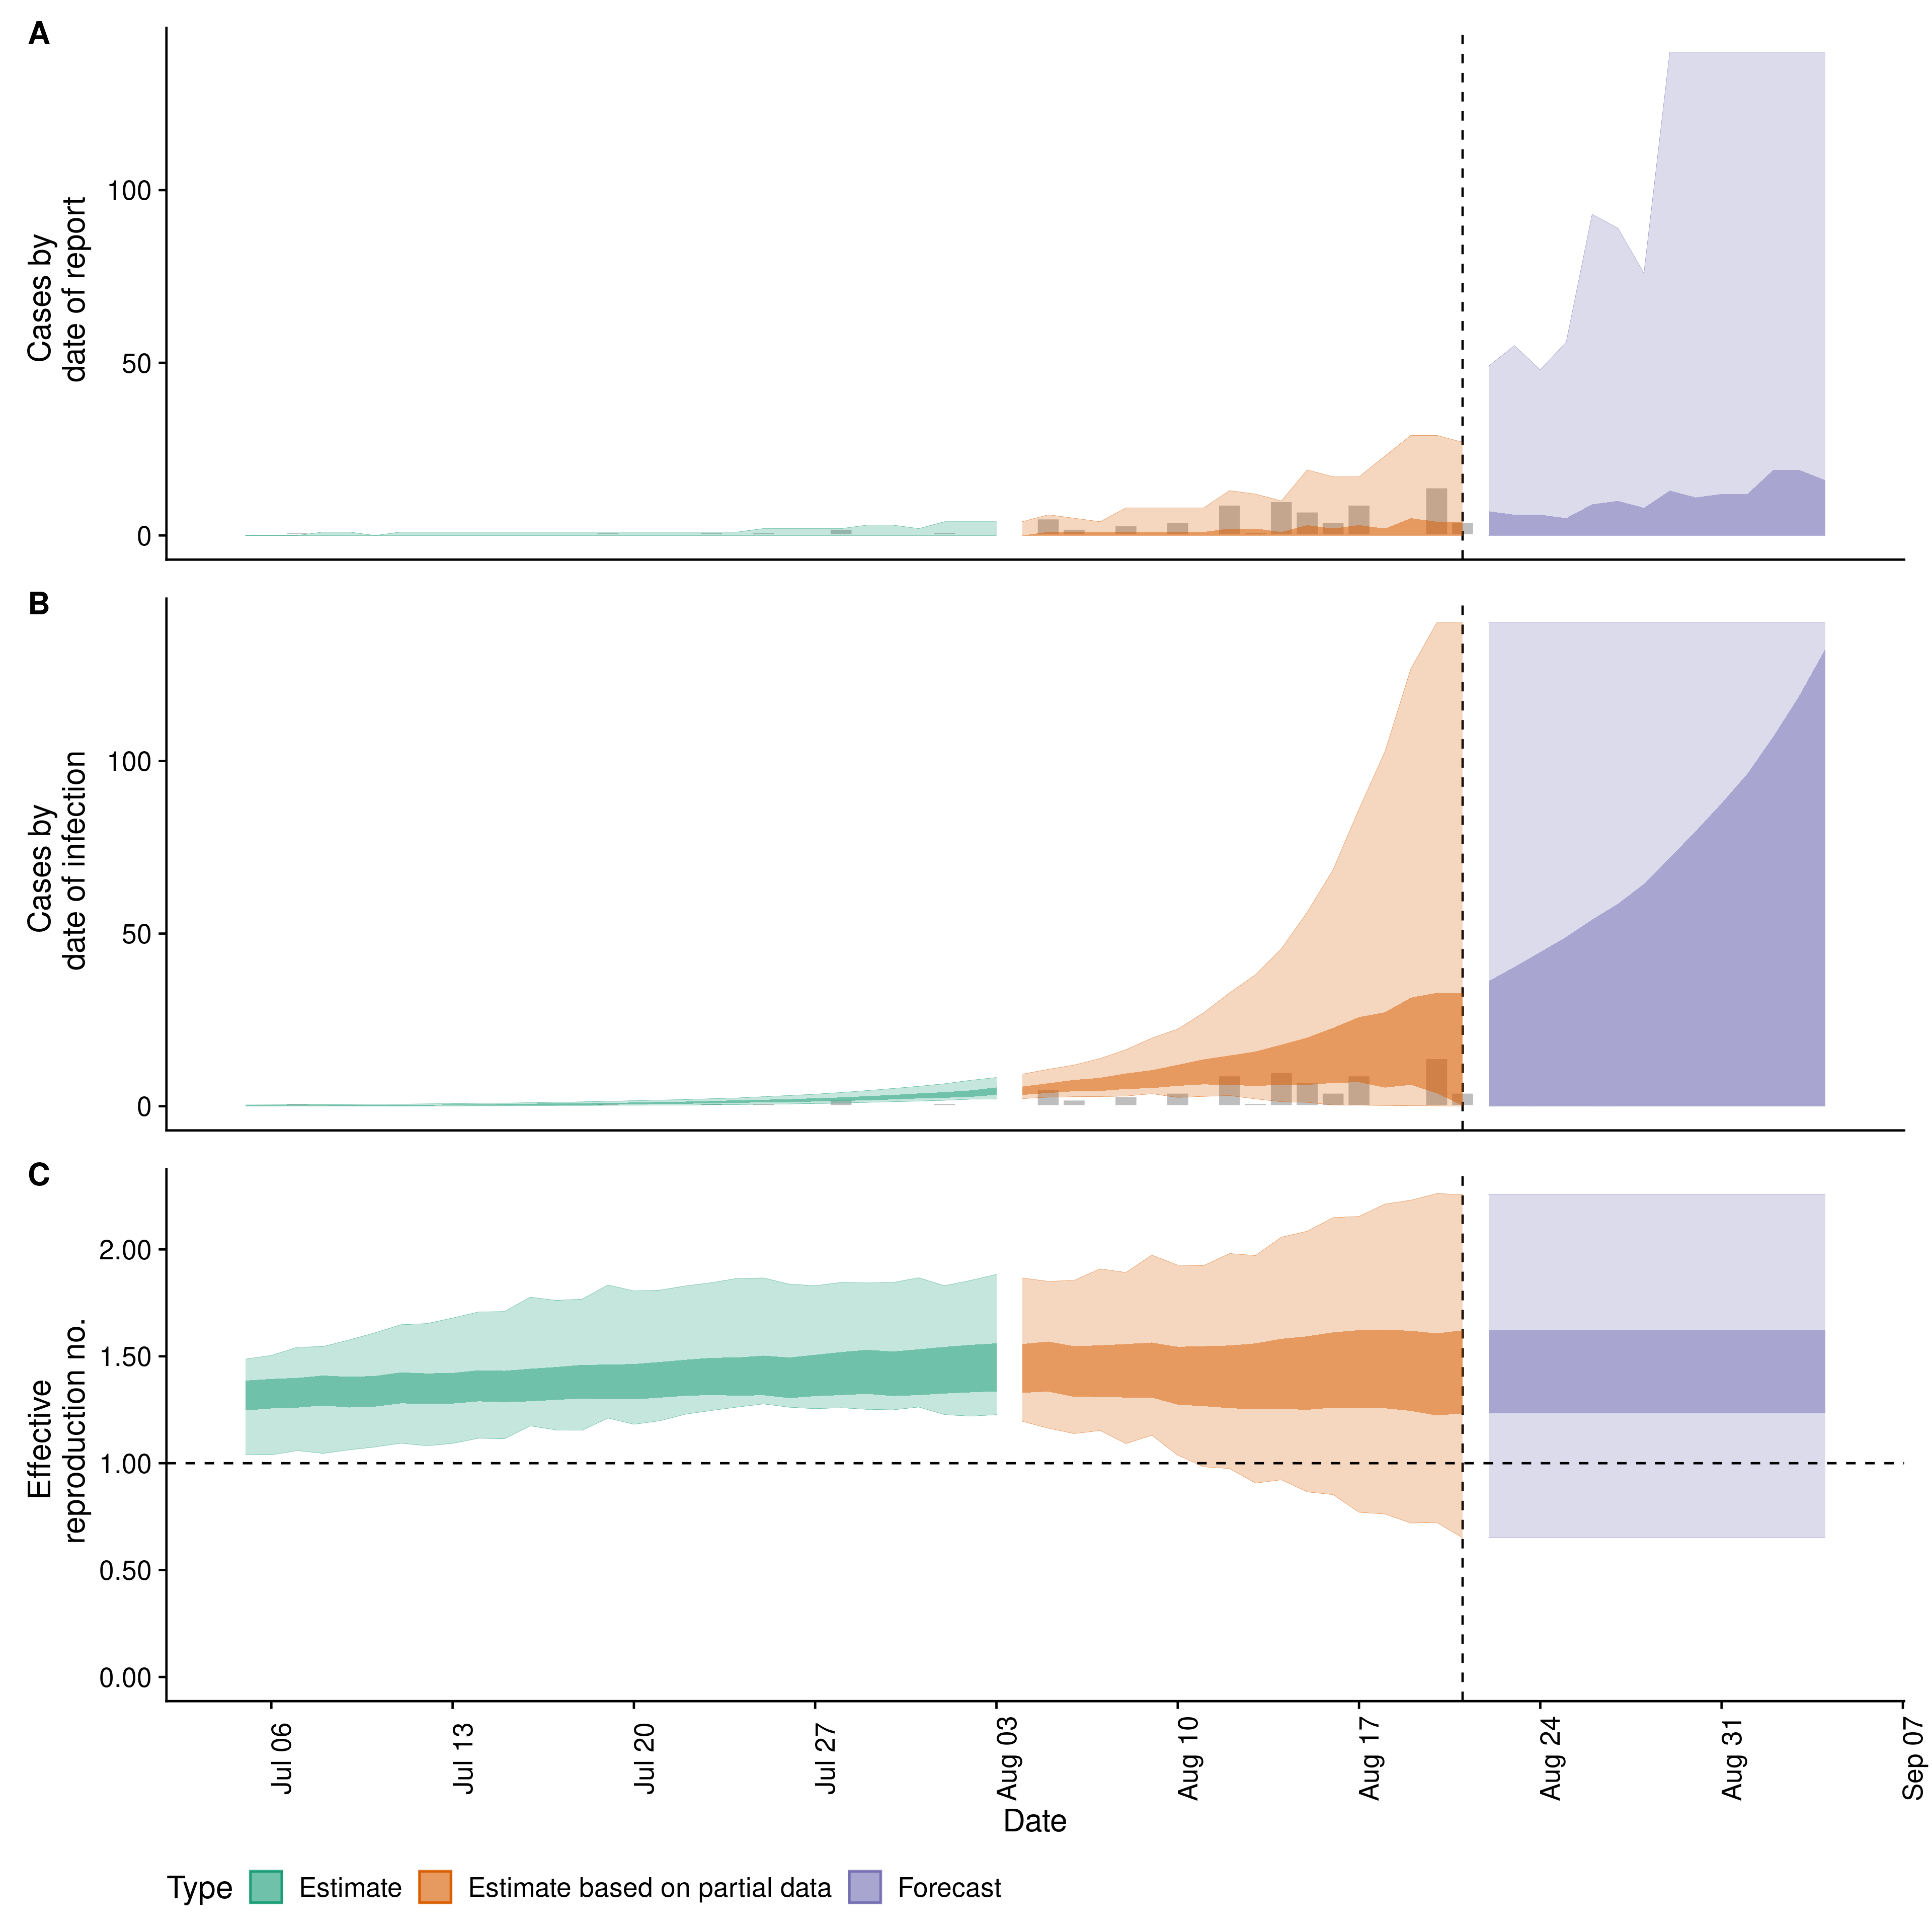 A
Cases by
date of report
100
50
0
B
Cases by
date of infection
100
50
0
C
Effective
reproduction no.
2.00
1.50
1.00
0.50
0.00
Jul 06
Jul 13
Jul 20
Jul 27
Aug 03
Aug 10
Aug 17
Aug 24
Aug 31
Sep 07
Date
Type Estimate Estimate based on partial data Forecast